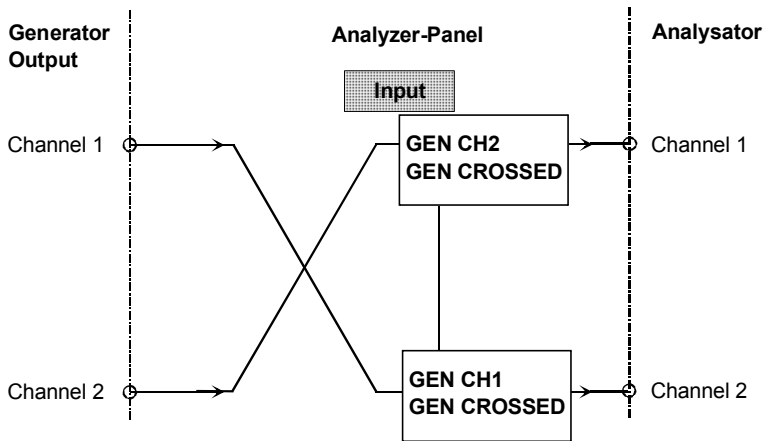 Generator
Output
Analyzer-Panel
Analysator
Input
Channel 1
GEN CH2
GEN CROSSED
Channel 1
Channel 2
GEN CH1
GEN CROSSED
Channel 2